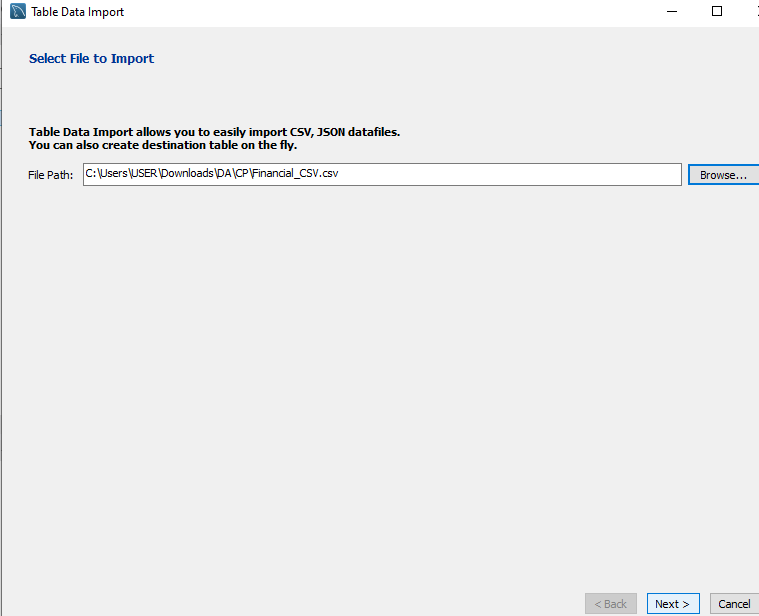 Table Data Import
Select File to Import
Table Data Import allows you to easily import CSV, JSON datafiles.
You can also create destination table on the fly.
File Path: C:\Users\USER\Downloads\DA\CP\Financial_CSV.csv Browse...
< Back Next > Cancel